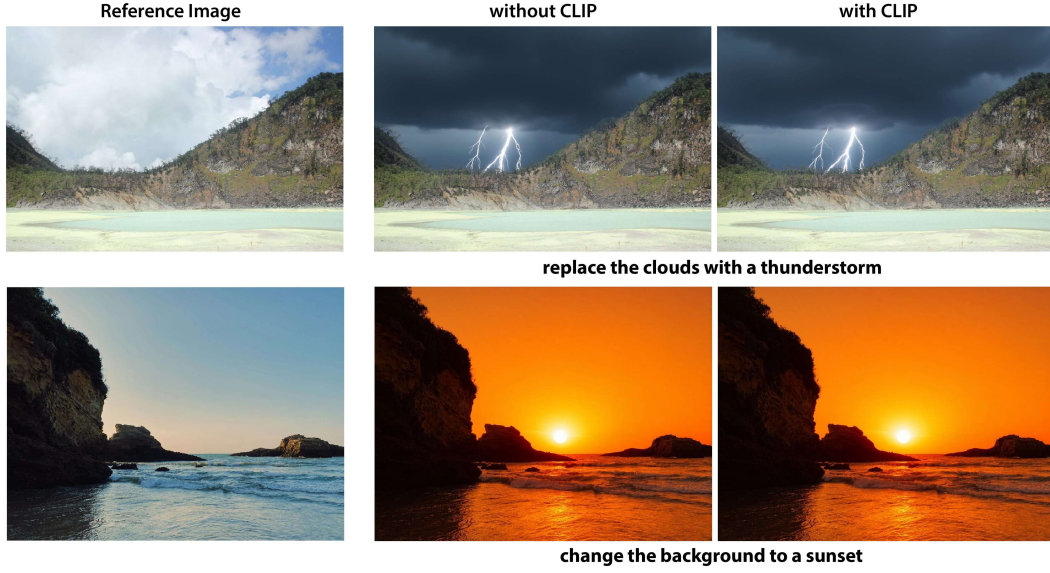 Reference Image
without CLIP
with CLIP
replace the clouds with a thunderstorm
change the background to a sunset